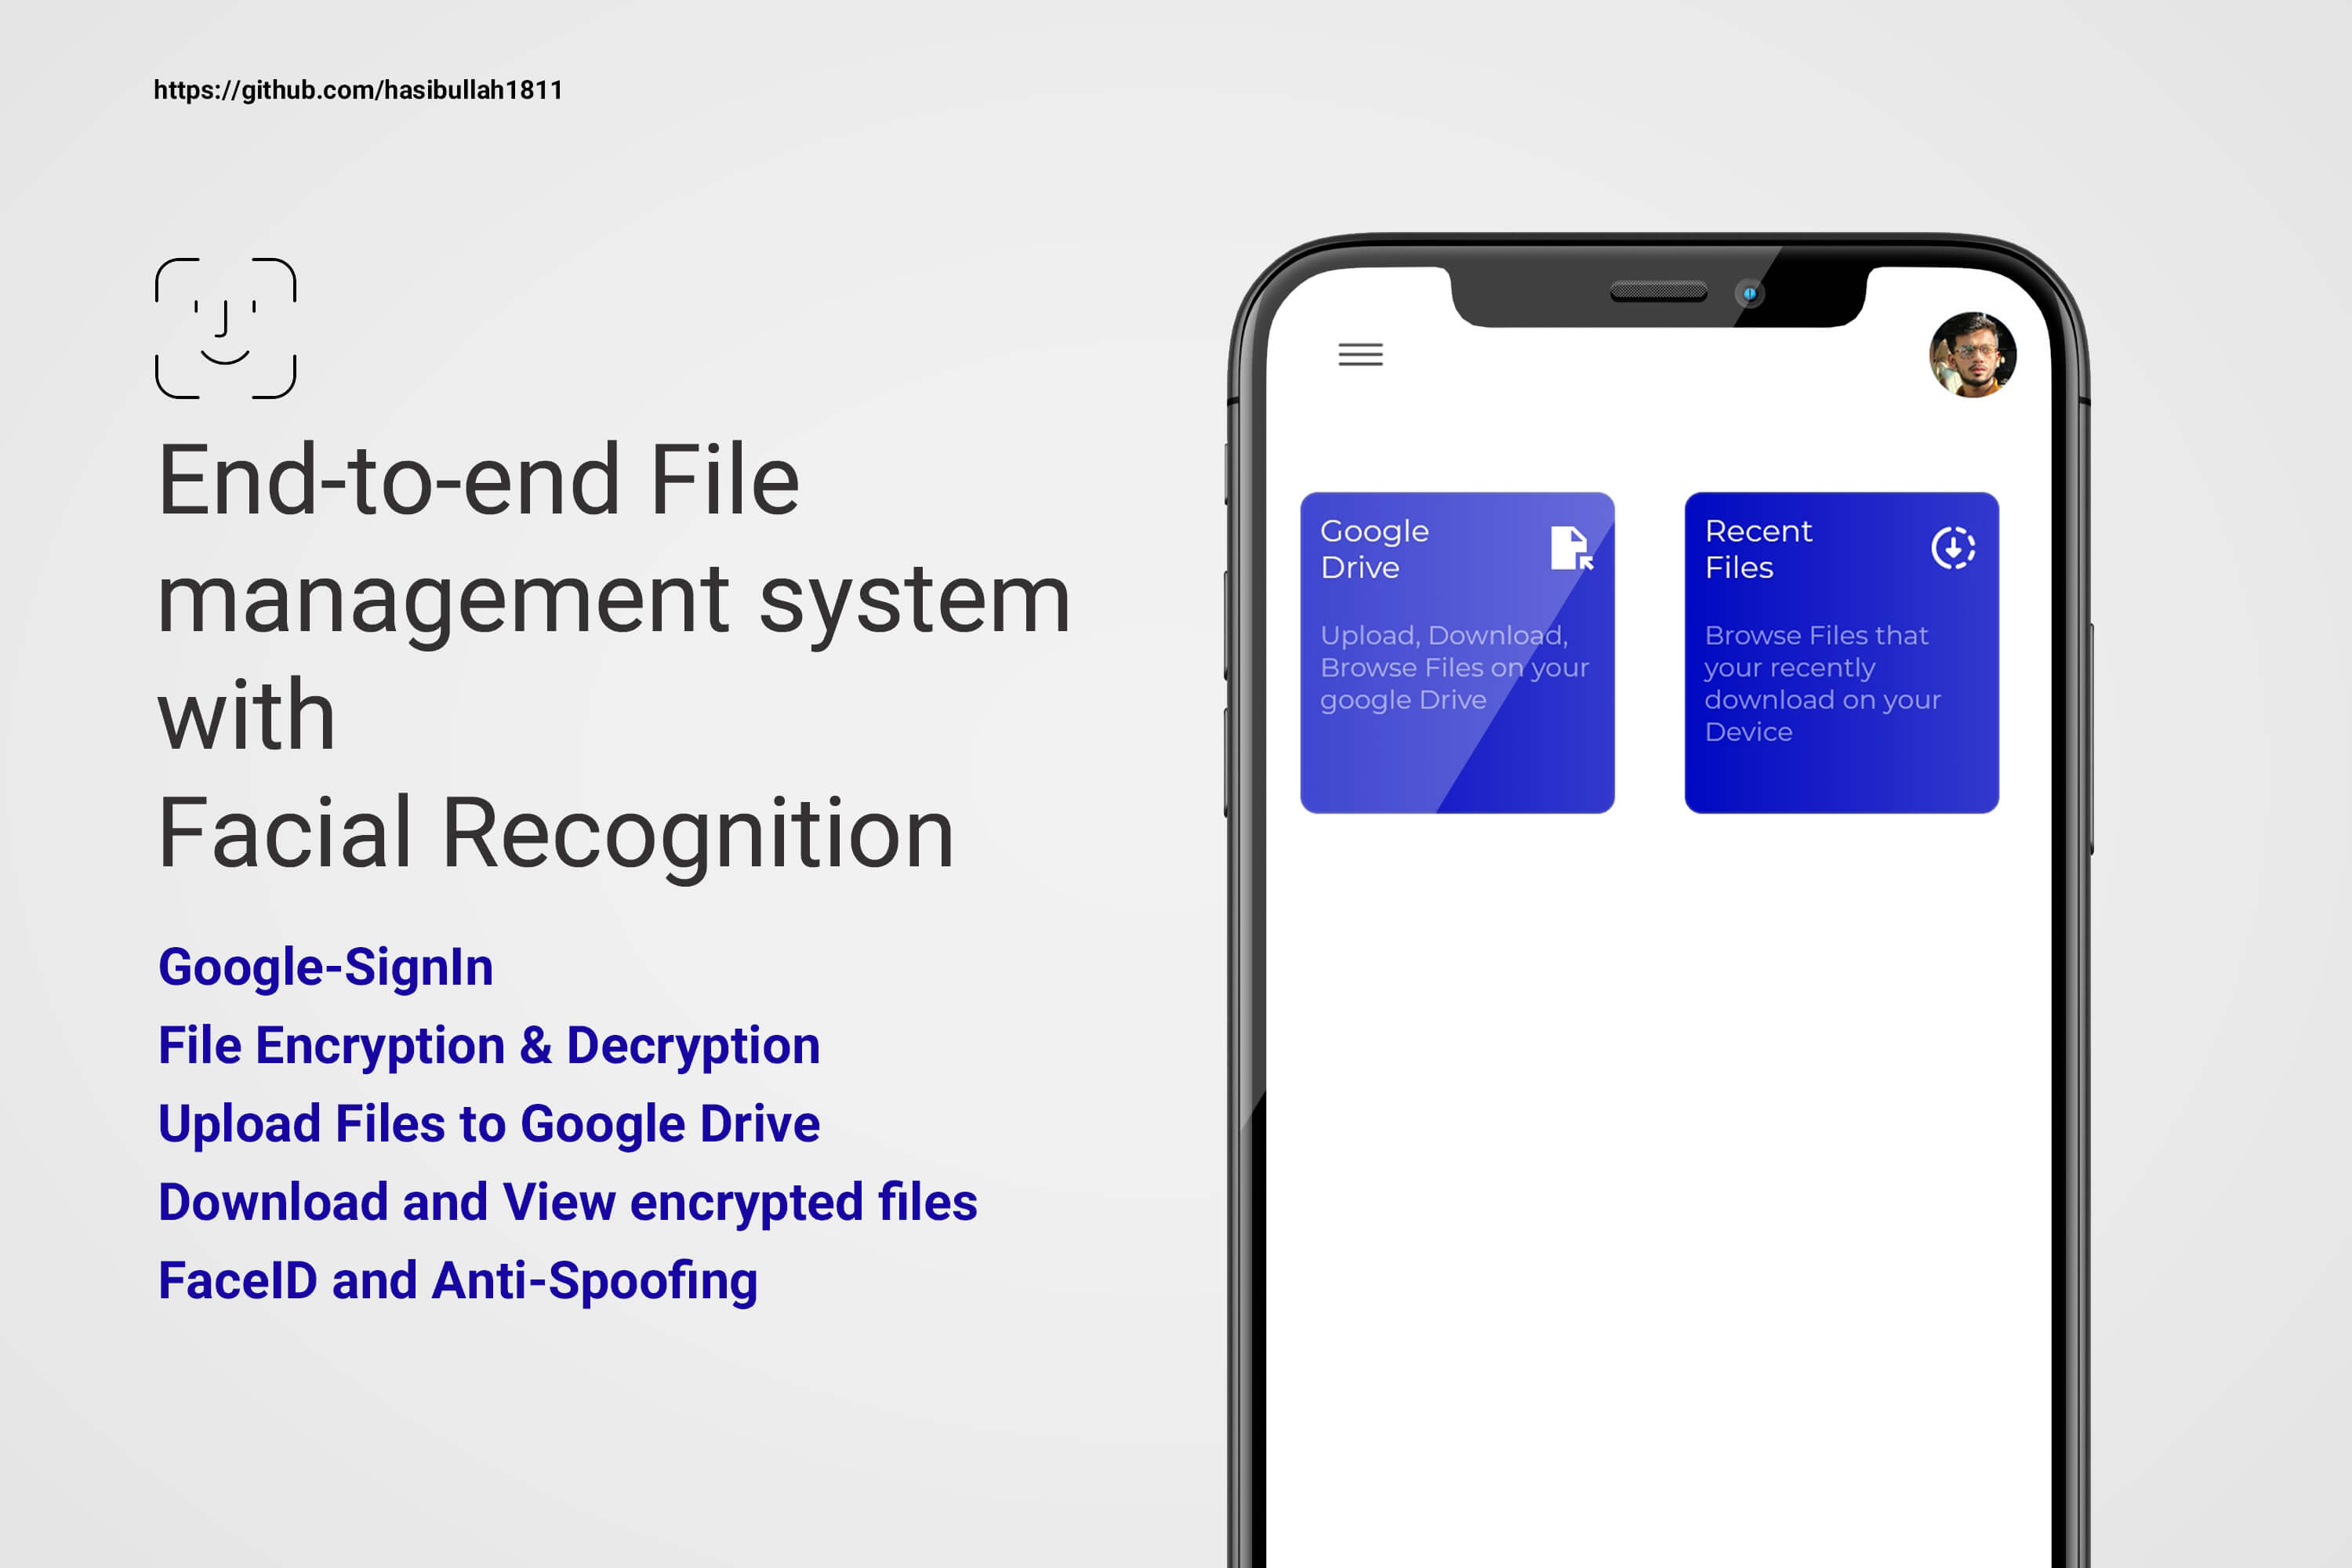 https://github.com/hasibullah1811
End-to-end File
management system
with
Facial Recognition
Google-SignIn
File Encryption & Decryption
Upload Files to Google Drive
Download and View encrypted files
FaceID and Anti-Spoofing
Google
Drive
Upload, Download,
Browse Files on your
google Drive
Recent
Files
Browse Files that
your recently
download on your
Device